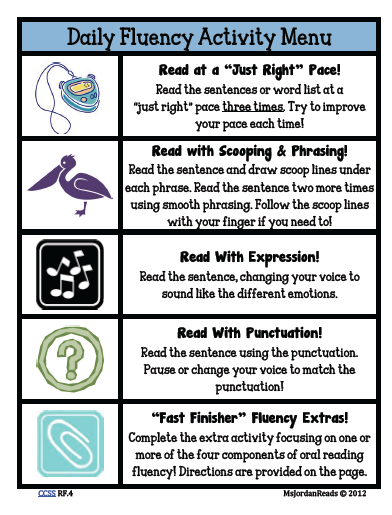 Daily Fluency Activity Menu
Read at a “Just Right” Pace!
Read the sentences or word list at a
"just right" pace three times. Try to improve
your pace each time!
Read with Scooping & Phrasing!
Read the sentence and draw scoop lines under
each phrase. Read the sentence two more times
using smooth phrasing. Follow the scoop lines
with your finger if you need to!
Read With Expression!
Read the sentence, changing your voice to
sound like the different emotions.
Read With Punctuation!
Read the sentence using the punctuation.
Pause or change your voice to match the
punctuation!
?
“Fast Finisher” Fluency Extras!
Complete the extra activity focusing on one or
more of the four components of oral reading
fluency! Directions are provided on the page.
CCSS RF.4
MsJordanReads © 2012